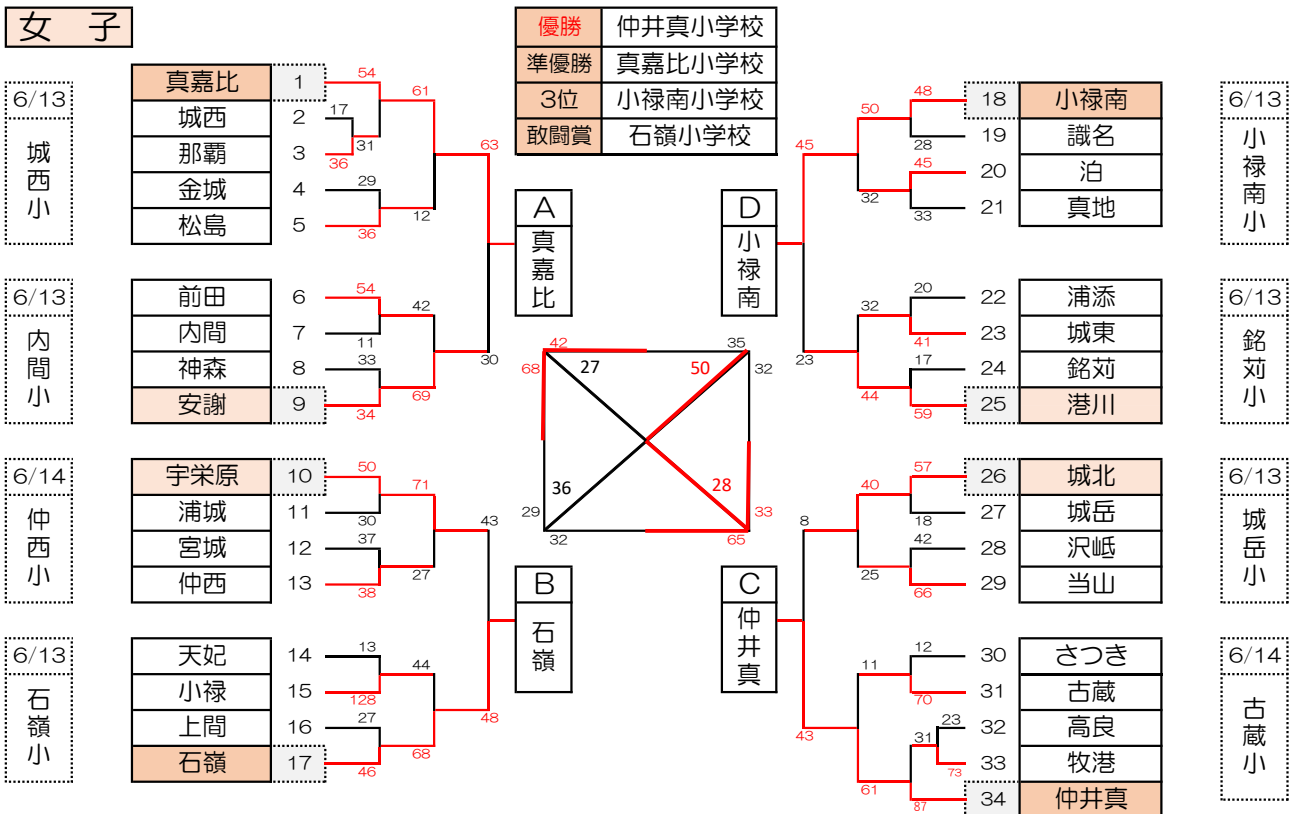 女 子
優勝 仲井真小学校
準優勝 真嘉比小学校
3位 小禄南小学校
敢闘賞 石嶺小学校
6/13
城西小
真嘉比 1 54
城西 2 17
那覇 3 36
金城 4 29
松島 5 36
31
61
12
63
6/13
内間小
前田 6 54
内間 7 11
神森 8 33
安謝 9 34
42
69
30
A
真嘉比
6/14
仲西小
宇栄原 10 50
浦城 11 30
宮城 12 37
仲西 13 38
71
27
43
6/13
石嶺小
天妃 14 13
小禄 15 128
上間 16 27
石嶺 17 46
44
68
48
B
石嶺
42 35
68 27 50 32
36 28
29 33
32 65
D
小禄南
45
50
32
48 18 小禄南
28 19 識名
45 20 泊
33 21 真地
6/13
小禄南小
23
32
44
20 22 浦添
41 23 城東
17 24 銘苅
59 25 港川
6/13
銘苅小
C
仲井真
8
40
25
57 26 城北
18 27 城岳
42 28 沢岻
66 29 当山
6/13
城岳小
43
11
61
12 30 さつき
70 31 古蔵
23 32 高良
31
73 33 牧港
87 34 仲井真
6/14
古蔵小